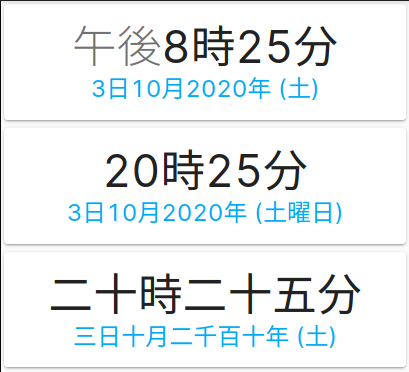 午後8時25分
3日10月2020年 (土)
20時25分
3日10月2020年 (土曜日)
二十時二十五分
三日十月二千百十年 (土)